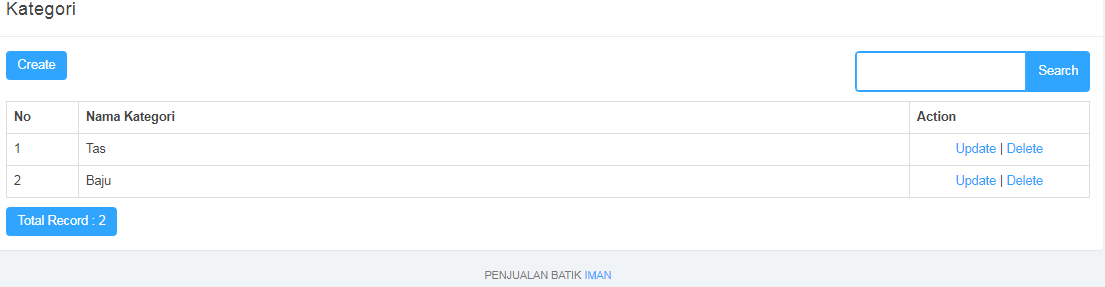 Kategori
Create
Search
No Nama Kategori Action
1 Tas Update | Delete
2 Baju Update | Delete
Total Record : 2
PENJUALAN BATIK IMAN